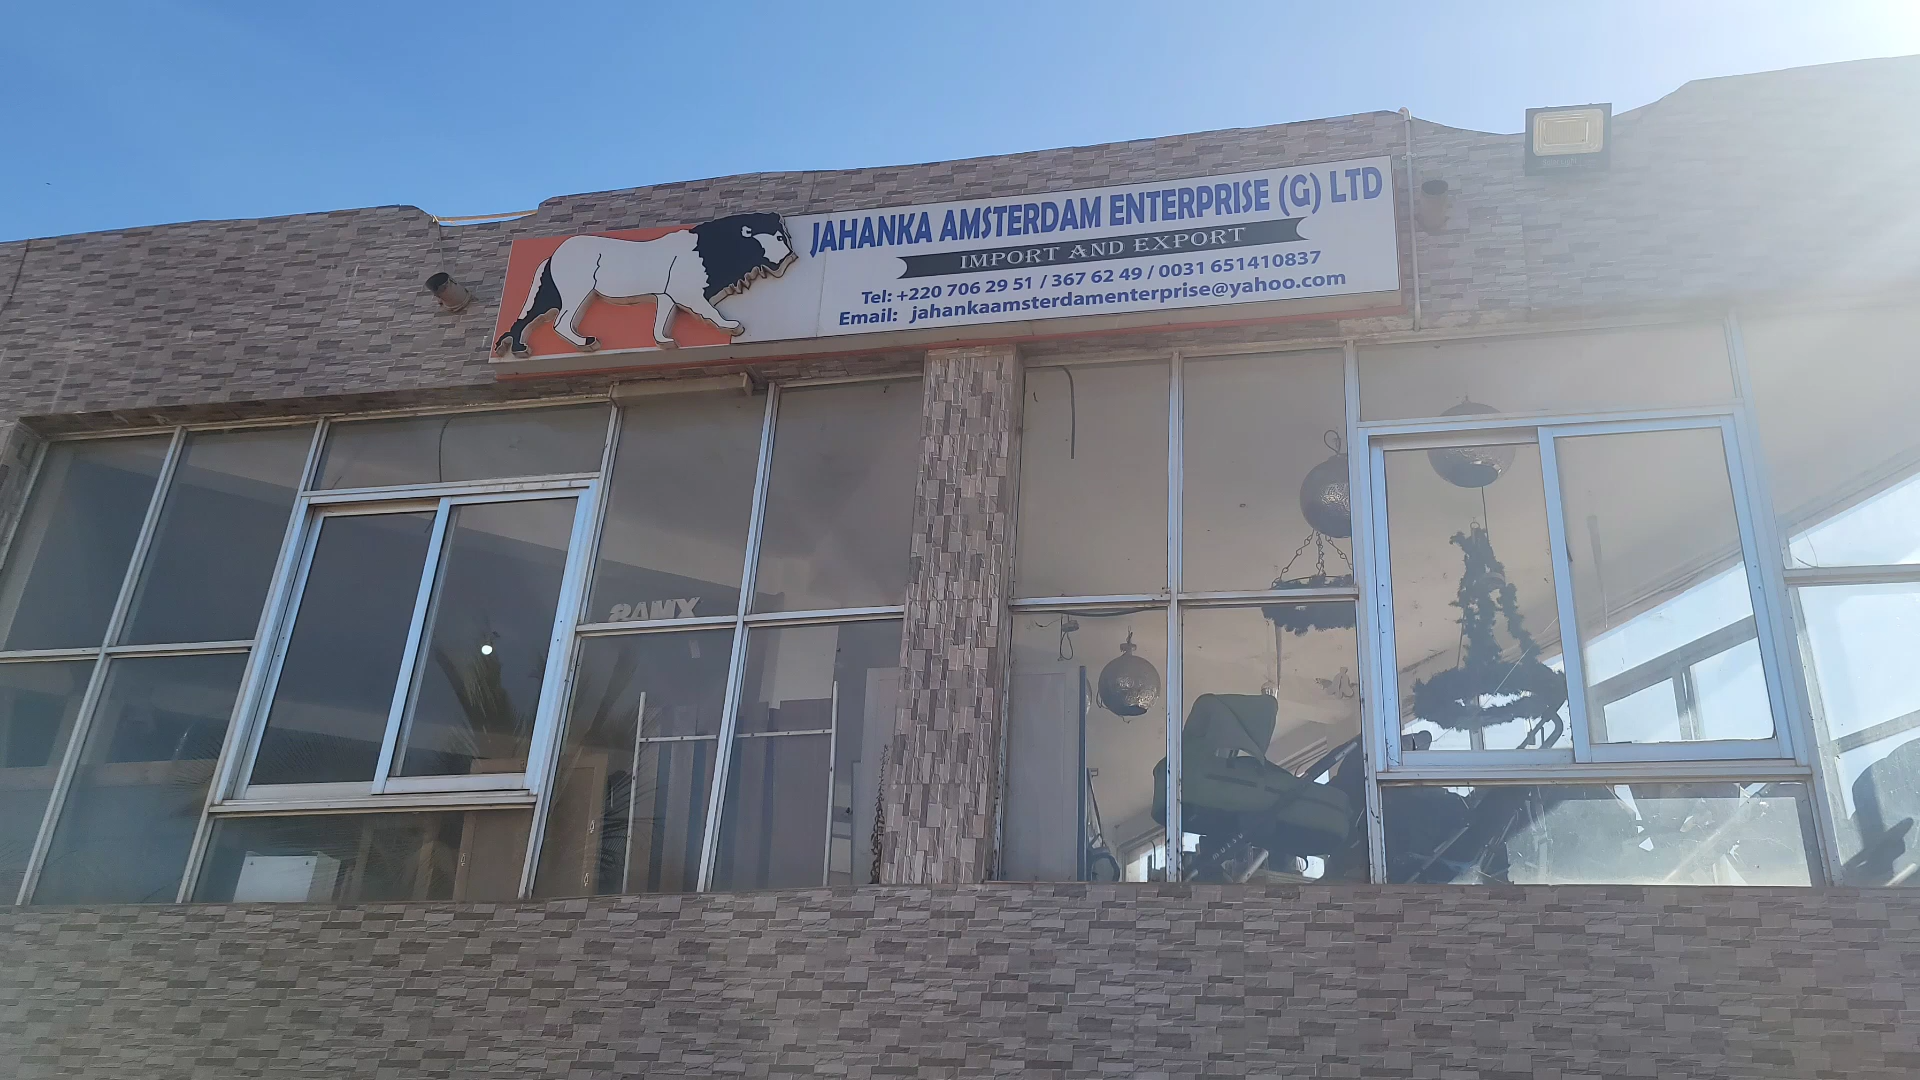 JAHANKA AMSTERDAM ENTERPRISE (G) LTD
IMPORT AND EXPORT
Tel: +220 706 29 51 / 367 62 49 / 0031 651410837
Email: jahankaamsterdamenterprise@yahoo.com